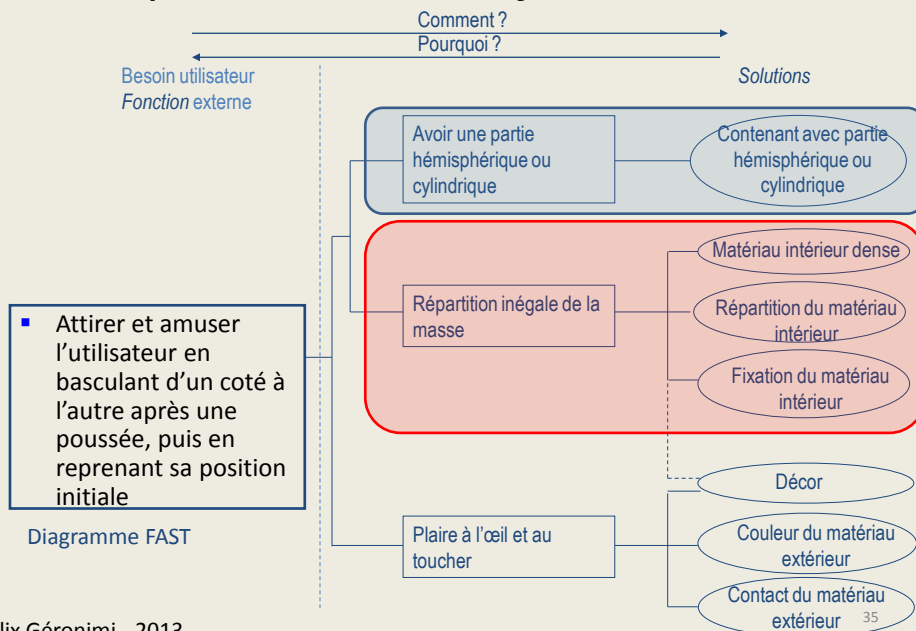 Comment ?
Pourquoi ?
Besoin utilisateur
Fonction externe
Solutions
Avoir une partie
hémisphérique ou
cylindrique
Contenant avec partie
hémisphérique ou
cylindrique
Répartition inégale de la
masse
Matériau intérieur dense
Répartition du matériau
intérieur
Fixation du matériau
intérieur
▪ Attirer et amuser
l’utilisateur en
basculant d’un coté à
l’autre après une
poussée, puis en
reprenant sa position
initiale
Diagramme FAST
Plaire à l’œil et au
toucher
Décor
Couleur du matériau
extérieur
Contact du matériau
extérieur
35
Géronimi - 2013